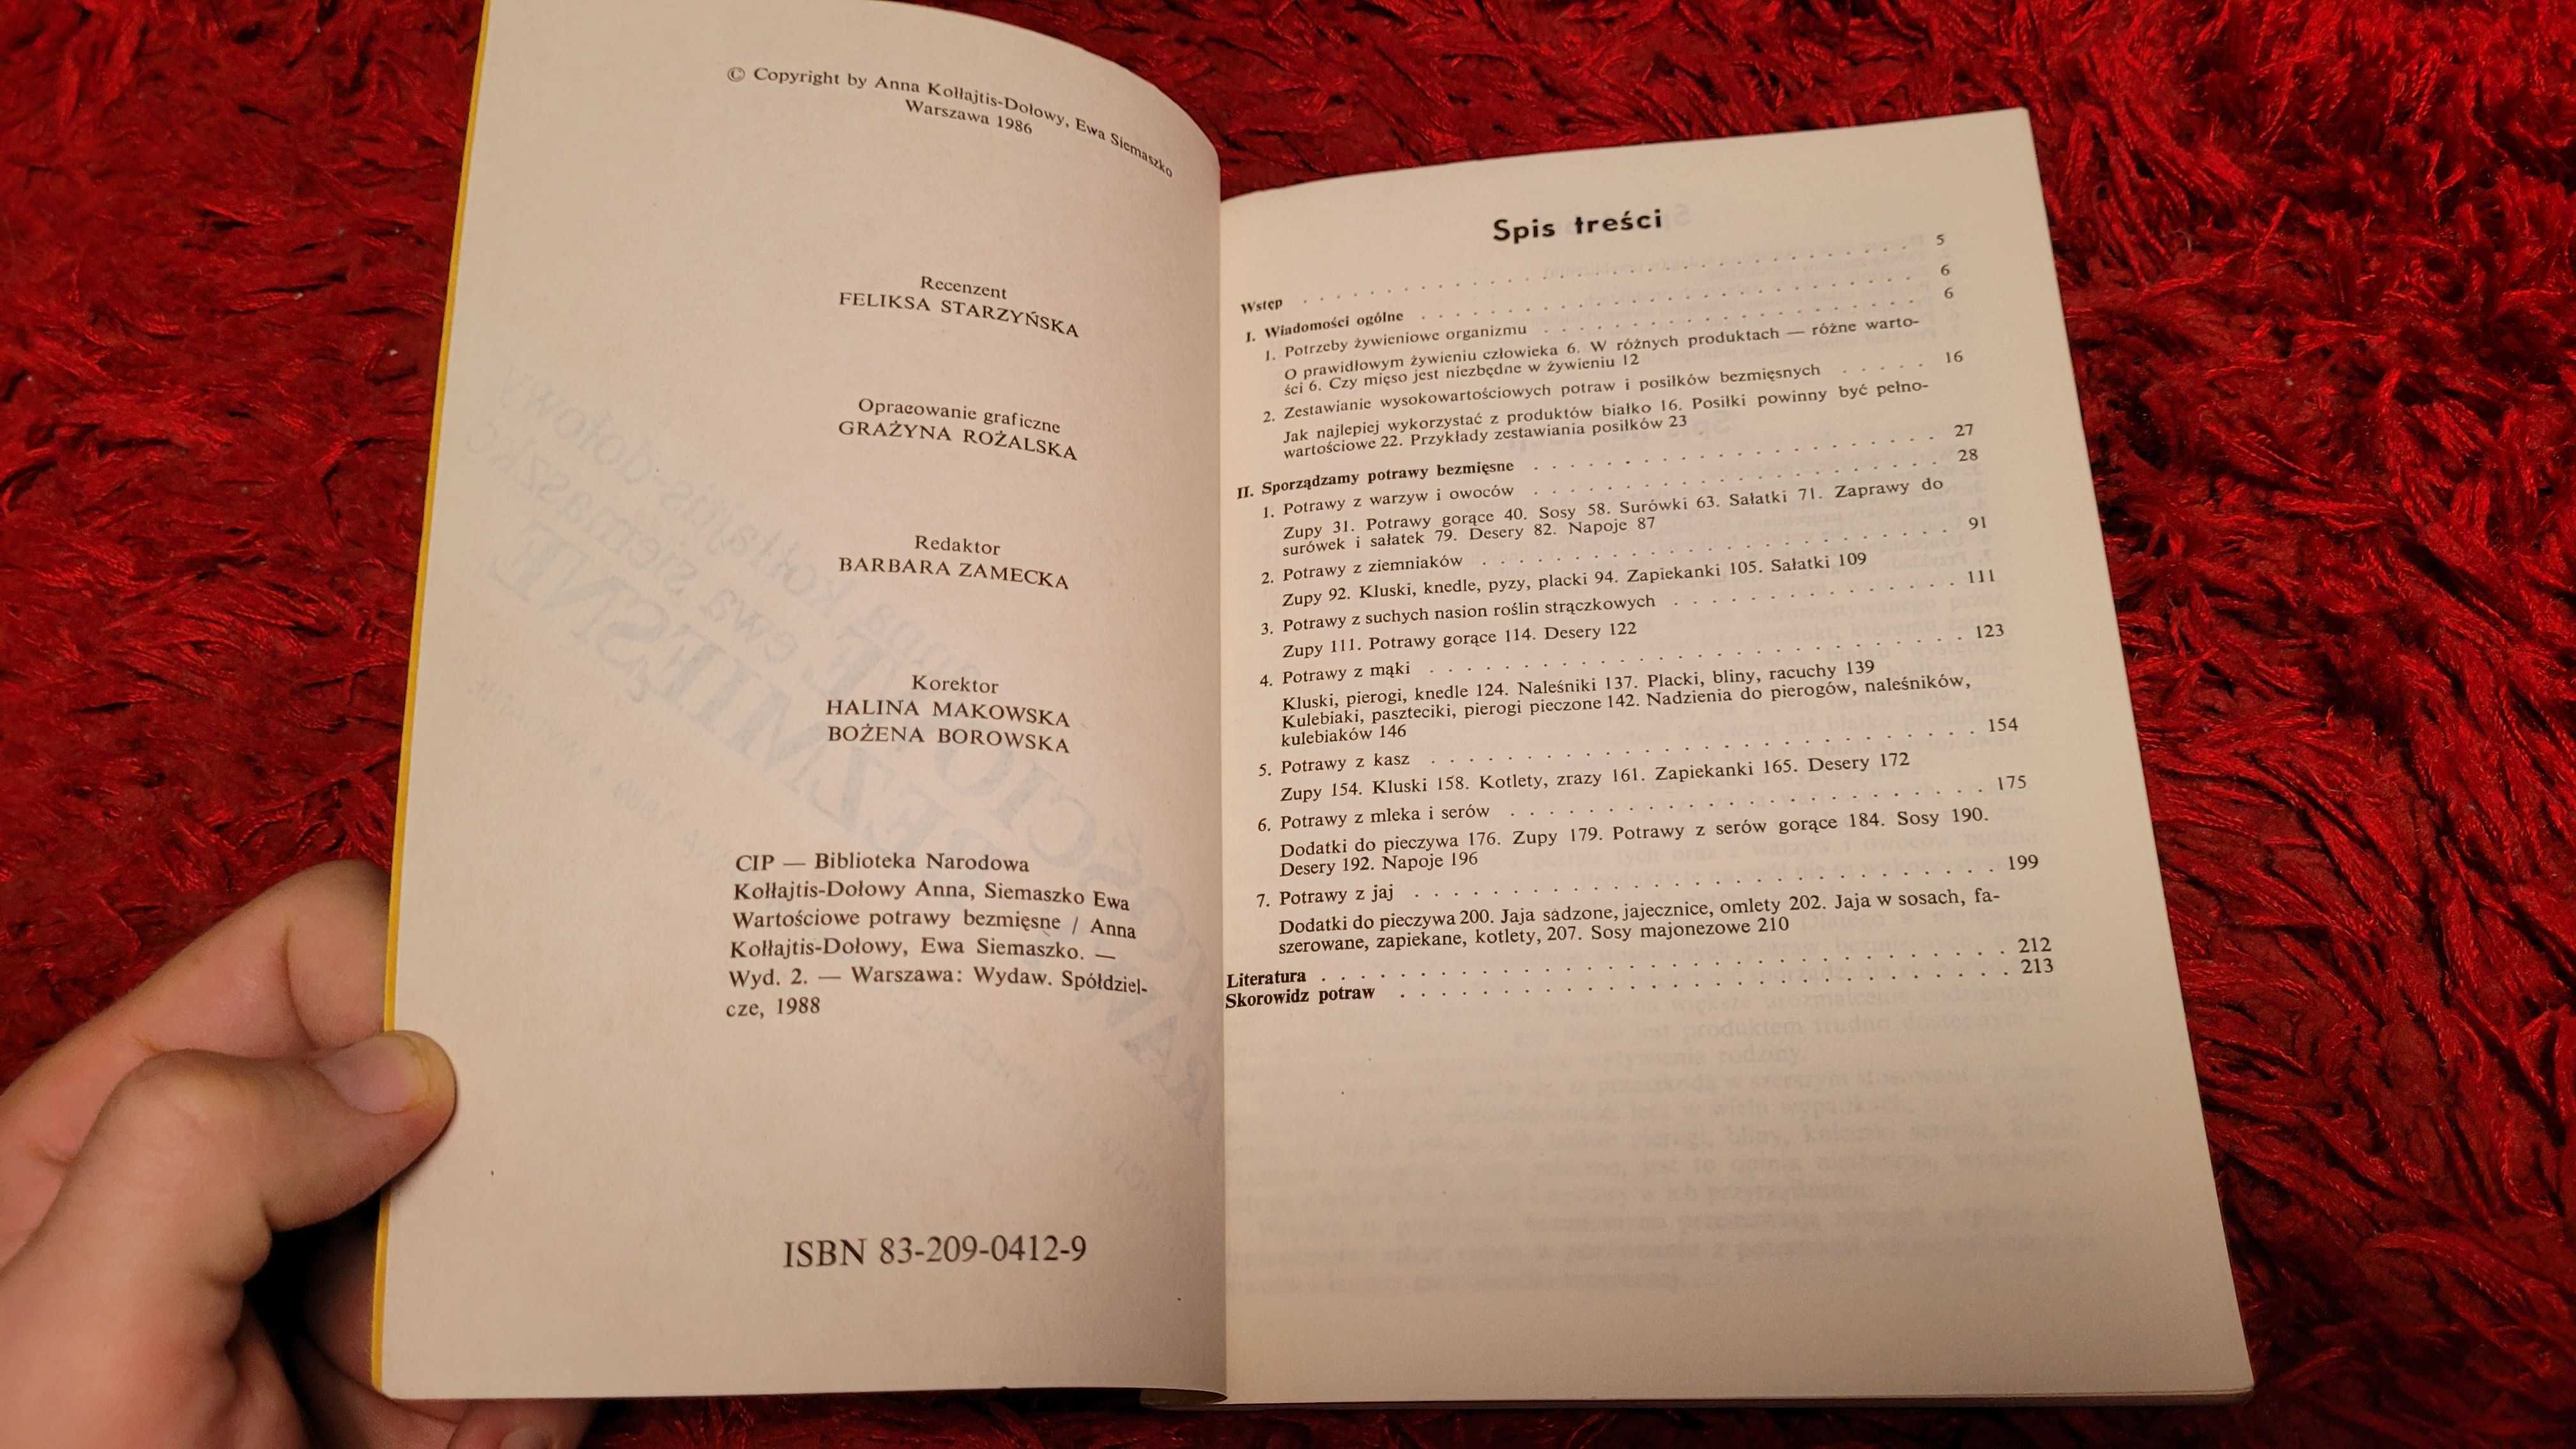 © Copyright by Anna Kołłajtis-Dołowy, Ewa Siemaszko
Warszawa 1986
Recenzent
FELIKSA STARZYŃSKA
Opracowanie graficzne
GRAŻYNA ROŻALSKA
Redaktor
BARBARA ZAMECKA
Korektor
HALINA MAKOWSKA
BOŻENA BOROWSKA
CIP — Biblioteka Narodowa
Kołłajtis-Dołowy Anna, Siemaszko Ewa
Wartościowe potrawy bezmięsne / Anna
Kołłajtis-Dołowy, Ewa Siemaszko. —
Wyd. 2. — Warszawa: Wydaw. Spółdziel-
cze, 1988
ISBN 83-209-0412-9
Spis treści
Wstęp . . . . . . . . . . . . . . . . . . . . 5
I. Wiadomości ogólne . . . . . . . . . . . . . . . . 6
1. Potrzeby żywieniowe organizmu . . . . . . . . . . . . 6
O prawidłowym żywieniu człowieka 6. W różnych produktach — różne warto-
ści 6. Czy mięso jest niezbędne w żywieniu 12
2. Zestawianie wysokowartościowych potraw i posiłków bezmięsnych . . . . . 16
Jak najlepiej wykorzystać z produktów białko 16. Posiłki powinny być pełno-
wartościowe 22. Przykłady zestawiania posiłków 23
II. Sporządzamy potrawy bezmięsne . . . . . . . . . . . . 27
1. Potrawy z warzyw i owoców . . . . . . . . . . . . . 28
Zupy 31. Potrawy gorące 40. Sosy 58. Surówki 63. Sałatki 71. Zaprawy do
surówek i sałatek 79. Desery 82. Napoje 87
2. Potrawy z ziemniaków . . . . . . . . . . . . . . . 91
Zupy 92. Kluski, knedle, pyzy, placki 94. Zapiekanki 105. Sałatki 109
3. Potrawy z suchych nasion roślin strączkowych . . . . . . . . . 111
Zupy 111. Potrawy gorące 114. Desery 122
4. Potrawy z mąki . . . . . . . . . . . . . . . . . 123
Kluski, pierogi, knedle 124. Naleśniki 137. Placki, bliny, racuchy 139
Kulebiaki, paszteciki, pierogi pieczone 142. Nadzienia do pierogów, naleśników,
kulebiaków 146
5. Potrawy z kasz . . . . . . . . . . . . . . . . . 154
Zupy 154. Kluski 158. Kotlety, zrazy 161. Zapiekanki 165. Desery 172
6. Potrawy z mleka i serów . . . . . . . . . . . . . . 175
Dodatki do pieczywa 176. Zupy 179. Potrawy z serów gorące 184. Sosy 190.
Desery 192. Napoje 196
7. Potrawy z jaj . . . . . . . . . . . . . . . . . . 199
Dodatki do pieczywa 200. Jaja sadzone, jajecznice, omlety 202. Jaja w sosach, fa-
szerowane, zapiekane, kotlety, 207. Sosy majonezowe 210
Literatura . . . . . . . . . . . . . . . . . . . . 212
Skorowidz potraw . . . . . . . . . . . . . . . . . 213